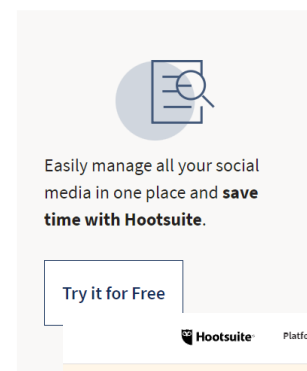 Easily manage all your social
media in one place and save
time with Hootsuite.
Try it for Free
Hootsuite